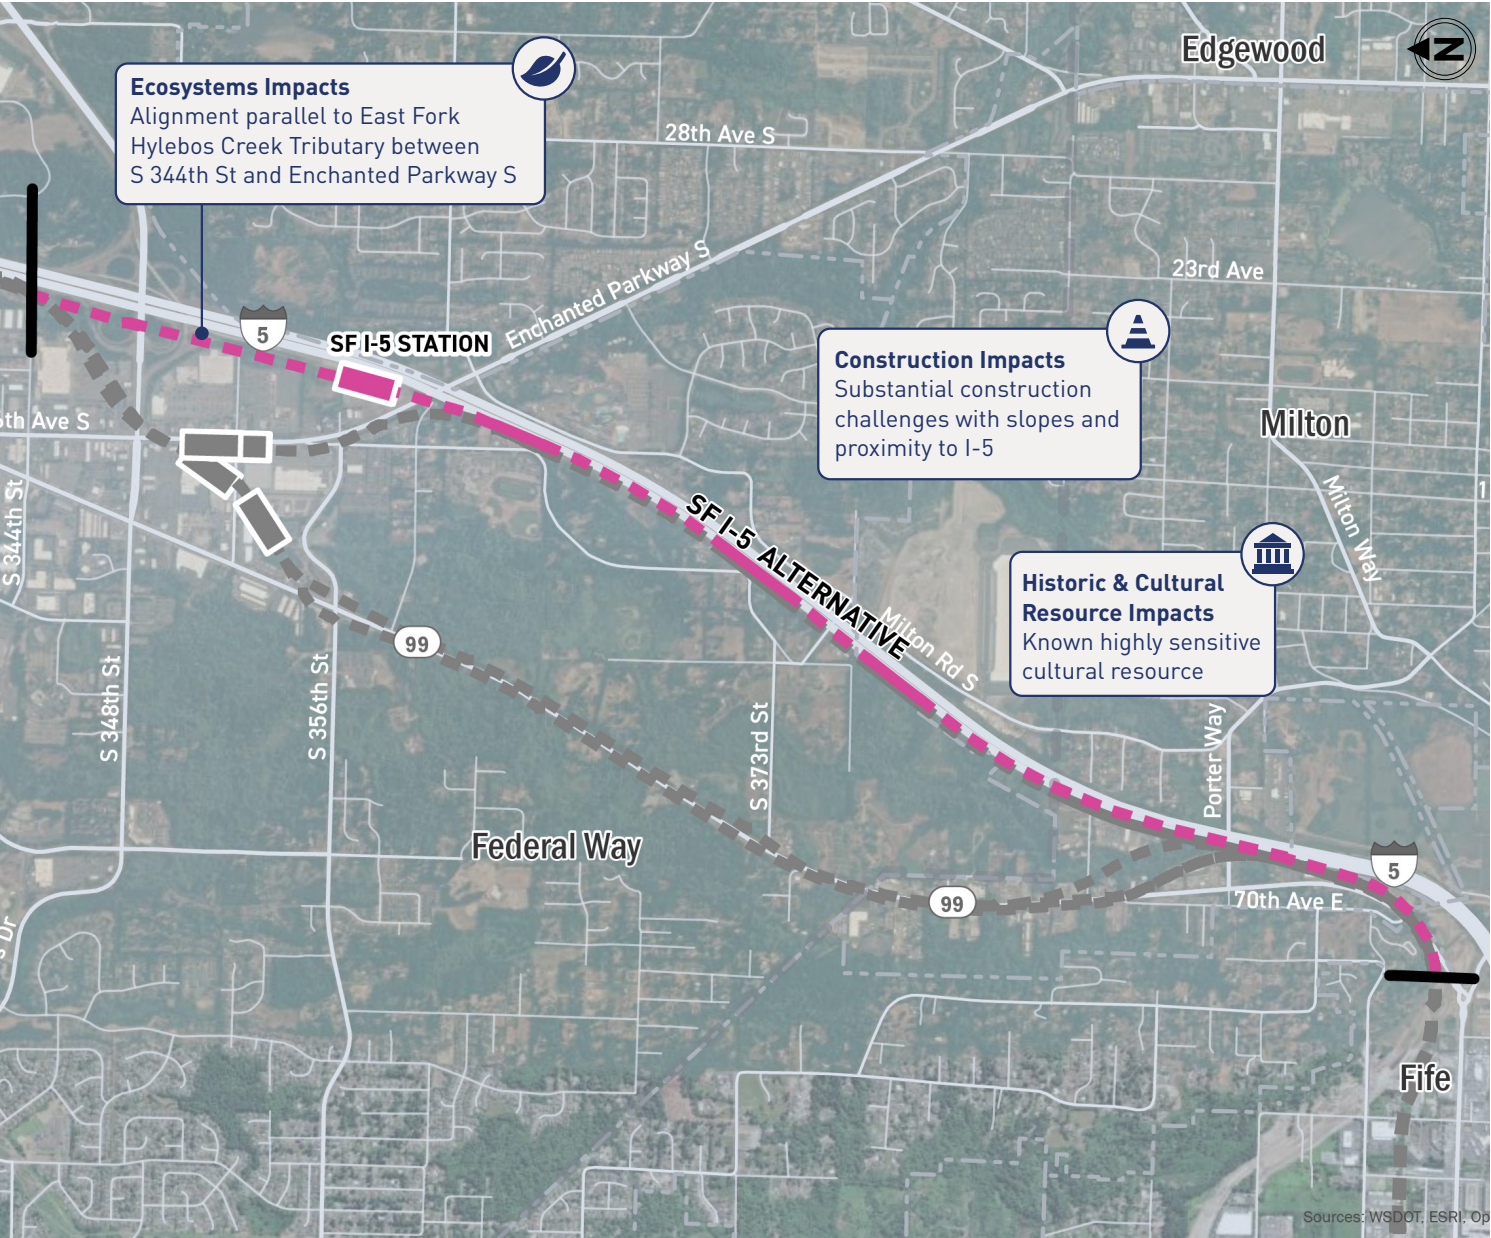 Edgewood
N
Ecosystems Impacts
Alignment parallel to East Fork
Hylebos Creek Tributary between
S 344th St and Enchanted Parkway S
28th Ave S
23rd Ave
Enchanted Parkway S
5
SF I-5 STATION
Construction Impacts
Substantial construction
challenges with slopes and
proximity to I-5
Milton
Milton Way
1
th Ave S
S 344th St
SF I-5 ALTERNATIVE
Milton Rd S
Historic & Cultural
Resource Impacts
Known highly sensitive
cultural resource
99
S 348th St
S 356th St
S 373rd St
Porter Way
Federal Way
5
99
70th Ave E
s Dr
Fife
Sources: WSDOT, ESRI, Op